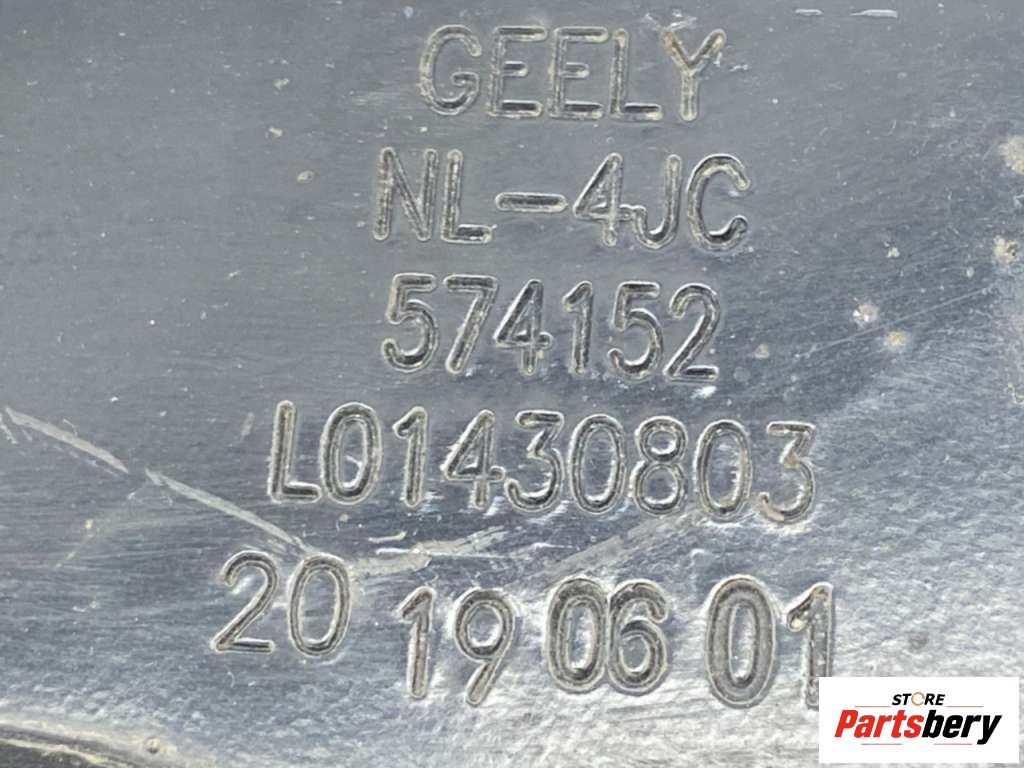 GEELY
NL-4JC
574152
L01430803
20 19 06 01
STORE
Partsbery